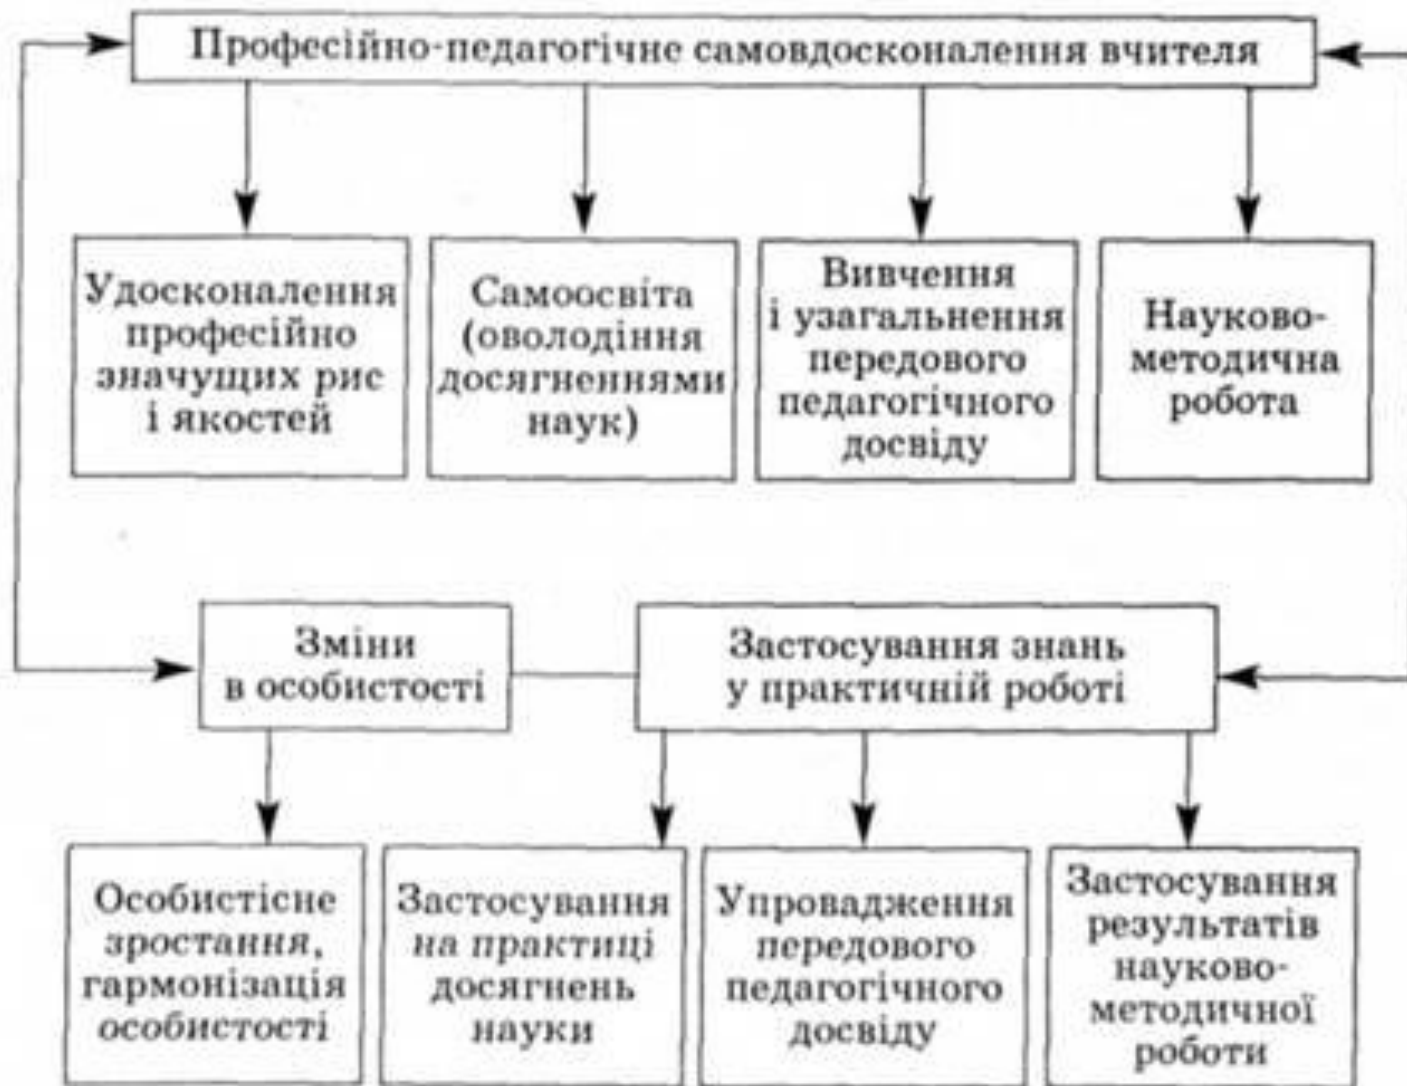 Професійно-педагогічне самовдосконалення вчителя
Удосконалення
професійно
значущих рис
і якостей
Самоосвіта
(оволодіння
досягненнями
наук)
Вивчення
і узагальнення
передового
педагогічного
досвіду
Науково-
методична
робота
Зміни
в особистості
Застосування знань
у практичній роботі
Особистісне
зростання,
гармонізація
особистості
Застосування
на практиці
досягнень
науки
Упровадження
передового
педагогічного
досвіду
Застосування
результатів
науково-
методичної
роботи